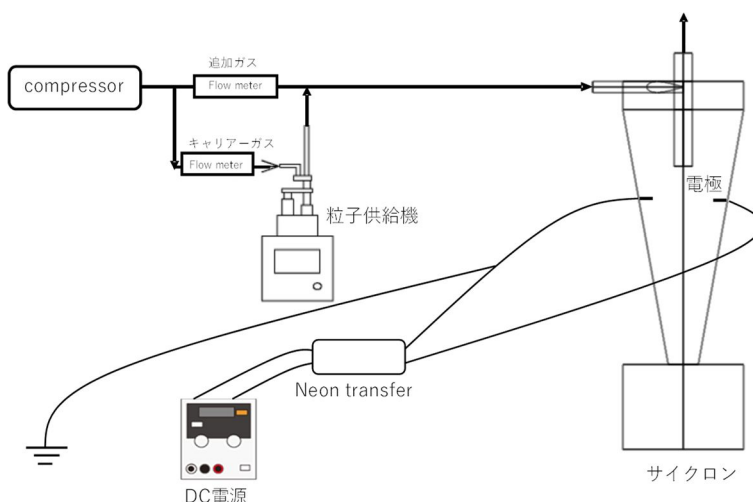 追加ガス
compressor
Flow meter
キャリアーガス
Flow meter
電極
粒子供給機
Neon transfer
サイクロン
DC電源